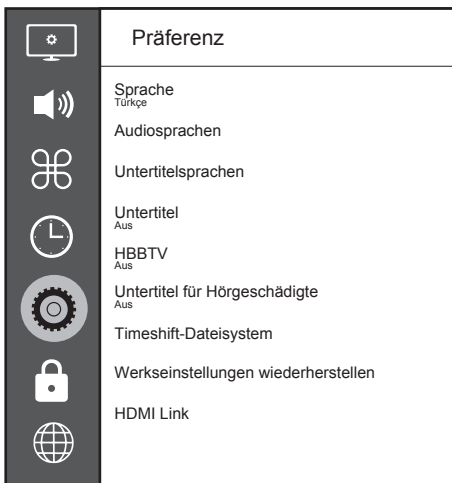 Präferenz
Sprache
Türkçe
Audiosprachen
Untertitelsprachen
Untertitel
Aus
HBBTV
Aus
Untertitel für Hörgeschädigte
Aus
Timeshift-Dateisystem
Werkseinstellungen wiederherstellen
HDMI Link